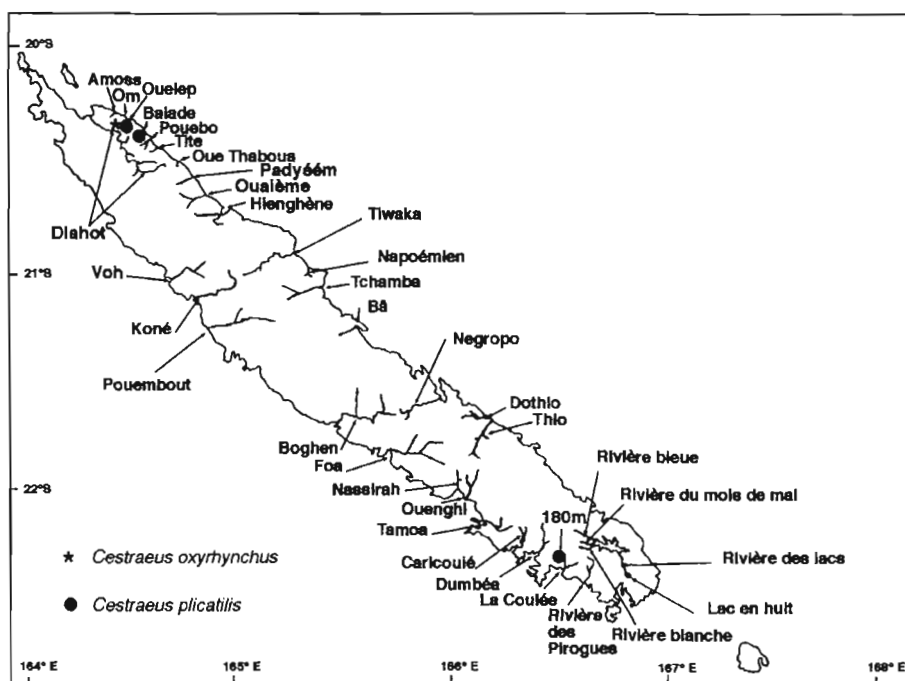 20°S
Amoss
Ouelep
Om
Balade
Pouebo
Tite
Oue Thabous
Padyéém
Ouaième
Hienghène
Tiwaka
Diahot
Napoémien
Voh
21°S
Tchamba
Bâ
Koné
Negropo
Pouembout
Dothio
Thio
Boghen
Foa
Rivière bleue
Nassirah
22°S
Rivière du mois de mai
Ouenghi
180m
Tamoa
★ Cestraeus oxyrhynchus
Rivière des lacs
Caricouié
Dumbéa
● Cestraeus plicatilis
La Coulée
Lac en huit
Rivière
des
Pirogues
Rivière blanche
164° E
165° E
166° E
167° E
168° E